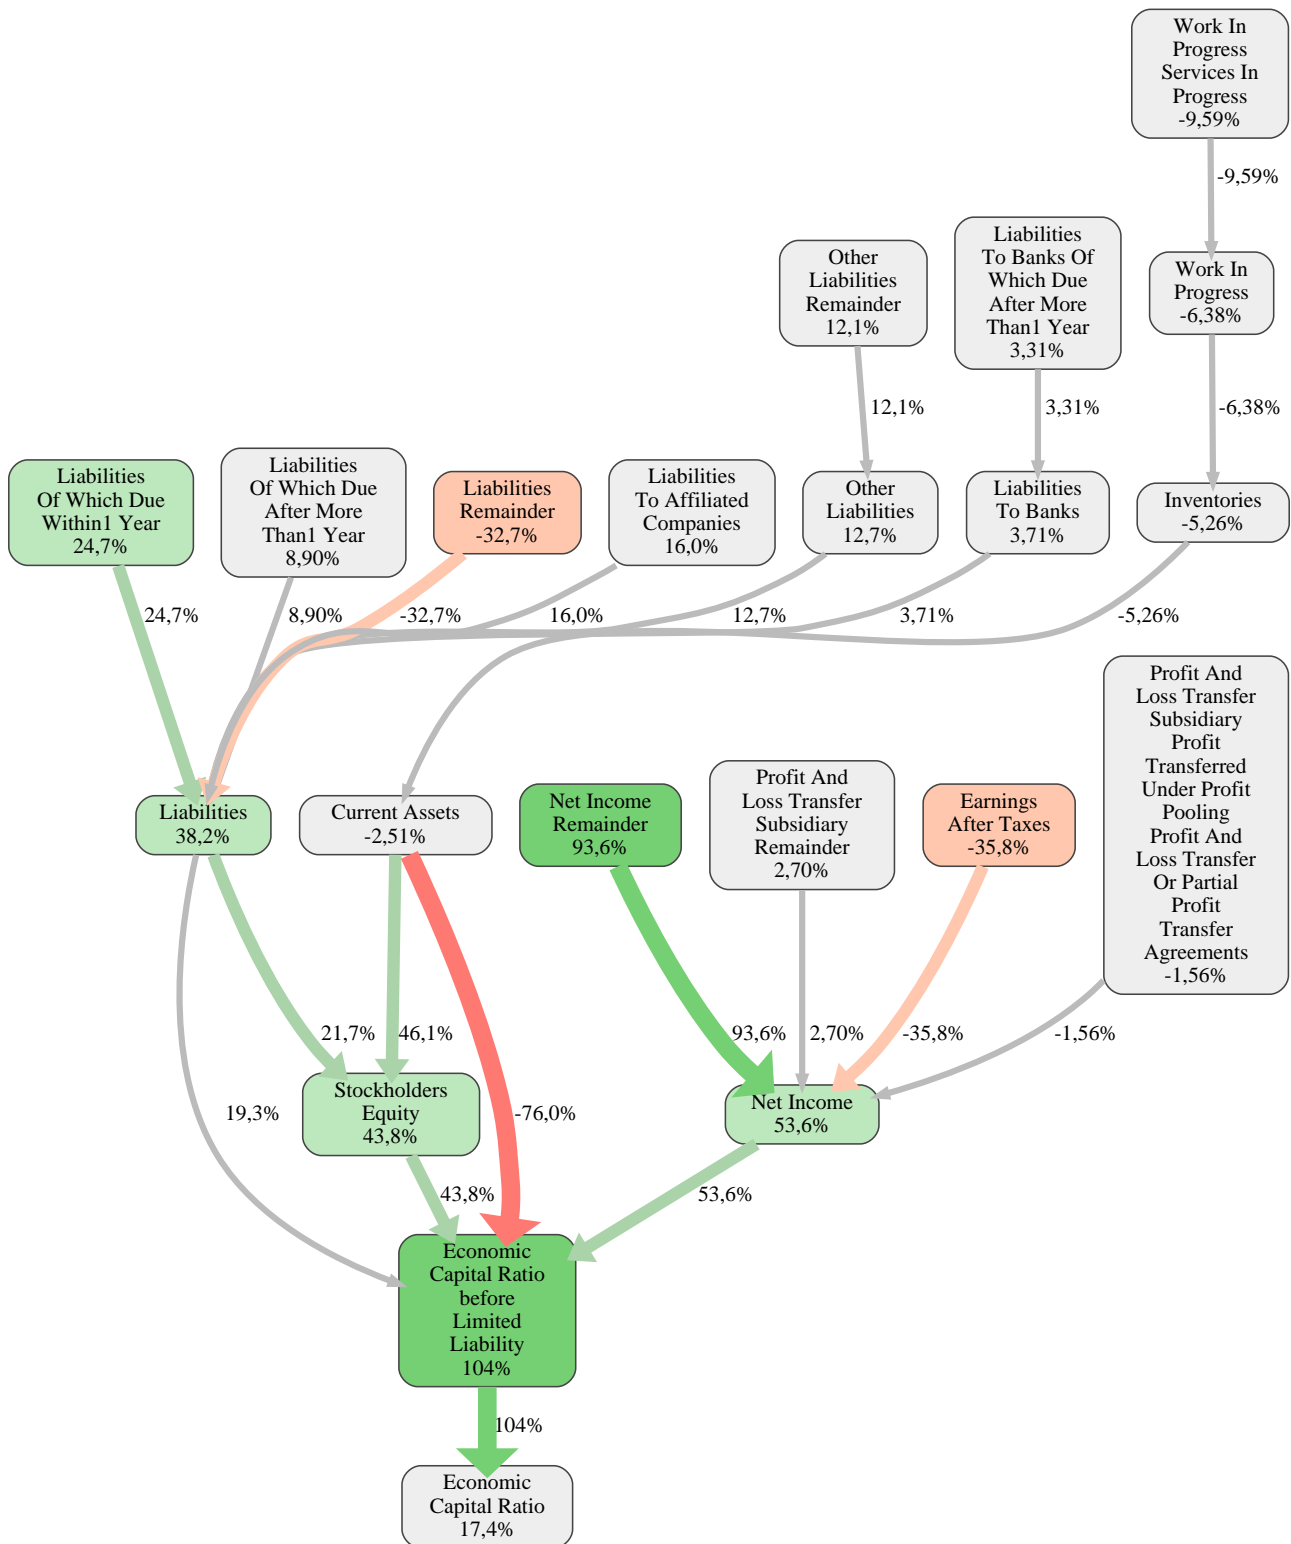 Work In
Progress
Services In
Progress
-9,59%
-9,59%
Other
Liabilities
Remainder
12,1%
Liabilities
To Banks Of
Which Due
After More
Than1 Year
3,31%
Work In
Progress
-6,38%
12,1%
3,31%
-6,38%
Liabilities
Of Which Due
Within1 Year
24,7%
Liabilities
Of Which Due
After More
Than1 Year
8,90%
Liabilities
Remainder
-32,7%
Liabilities
To Affiliated
Companies
16,0%
Other
Liabilities
12,7%
Liabilities
To Banks
3,71%
Inventories
-5,26%
24,7%
8,90%
-32,7%
16,0%
12,7%
3,71%
-5,26%
Liabilities
38,2%
Current Assets
-2,51%
Net Income
Remainder
93,6%
Profit And
Loss Transfer
Subsidiary
Remainder
2,70%
Earnings
After Taxes
-35,8%
Profit And
Loss Transfer
Subsidiary
Profit
Transferred
Under Profit
Pooling
Profit And
Loss Transfer
Or Partial
Profit
Transfer
Agreements
-1,56%
21,7%
46,1%
93,6%
2,70%
-35,8%
-1,56%
19,3%
Stockholders
Equity
43,8%
-76,0%
Net Income
53,6%
43,8%
53,6%
Economic
Capital Ratio
before
Limited
Liability
104%
104%
Economic
Capital Ratio
17,4%